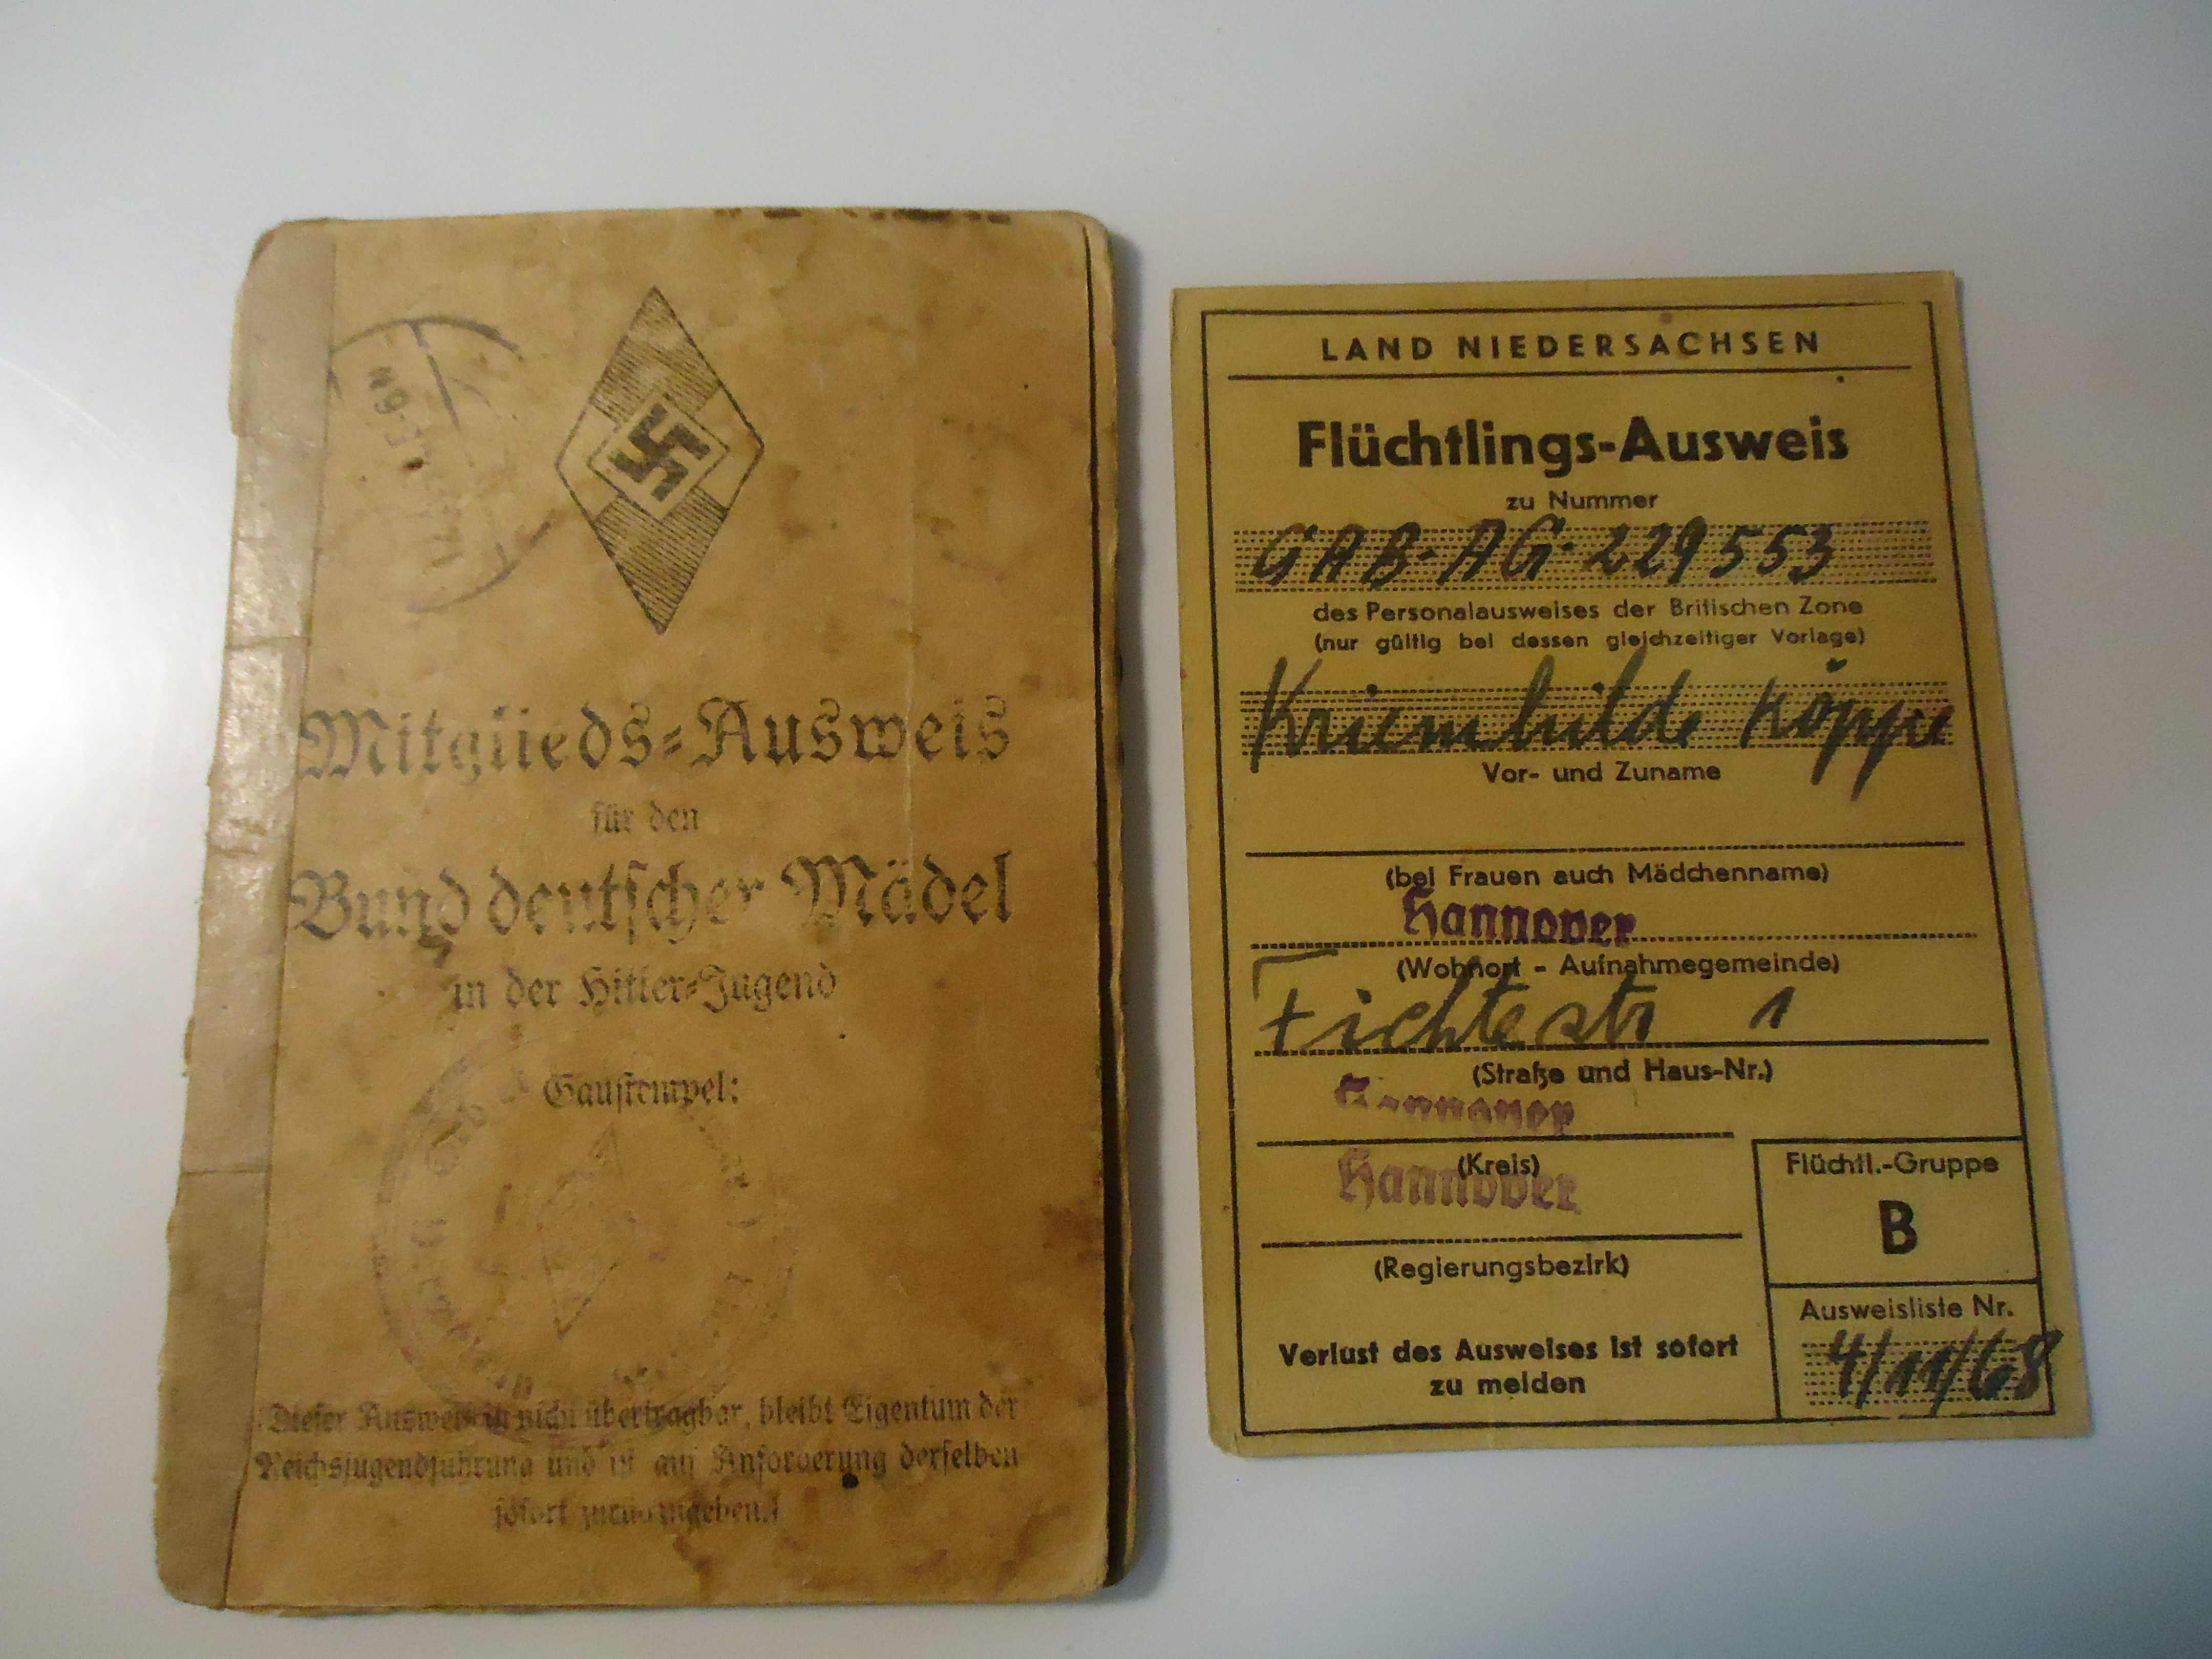 Mitglieds-Ausweis
für den
Bund deutscher Mädel
in der Hitler-Jugend
Gaustempel:
(Dieser Ausweis ist nicht übertragbar, bleibt Eigentum der
Reichsjugendführung und ist auf Anforderung derselben
sofort zurückzugeben.)
LAND NIEDERSACHSEN
Flüchtlings-Ausweis
zu Nummer
GAB-AG-229553
des Personalausweises der Britischen Zone
(nur gültig bei dessen gleichzeitiger Vorlage)
Kriemhilde Köppe
Vor- und Zuname
(bei Frauen auch Mädchenname)
Hannover
(Wohnort - Aufnahmegemeinde)
Fichtestr 1
(Straße und Haus-Nr.)
Hannover
(Kreis)
Hannover
(Regierungsbezirk)
Flüchtl.-Gruppe
B
Ausweisliste Nr.
4/11/68
Verlust des Ausweises ist sofort
zu melden